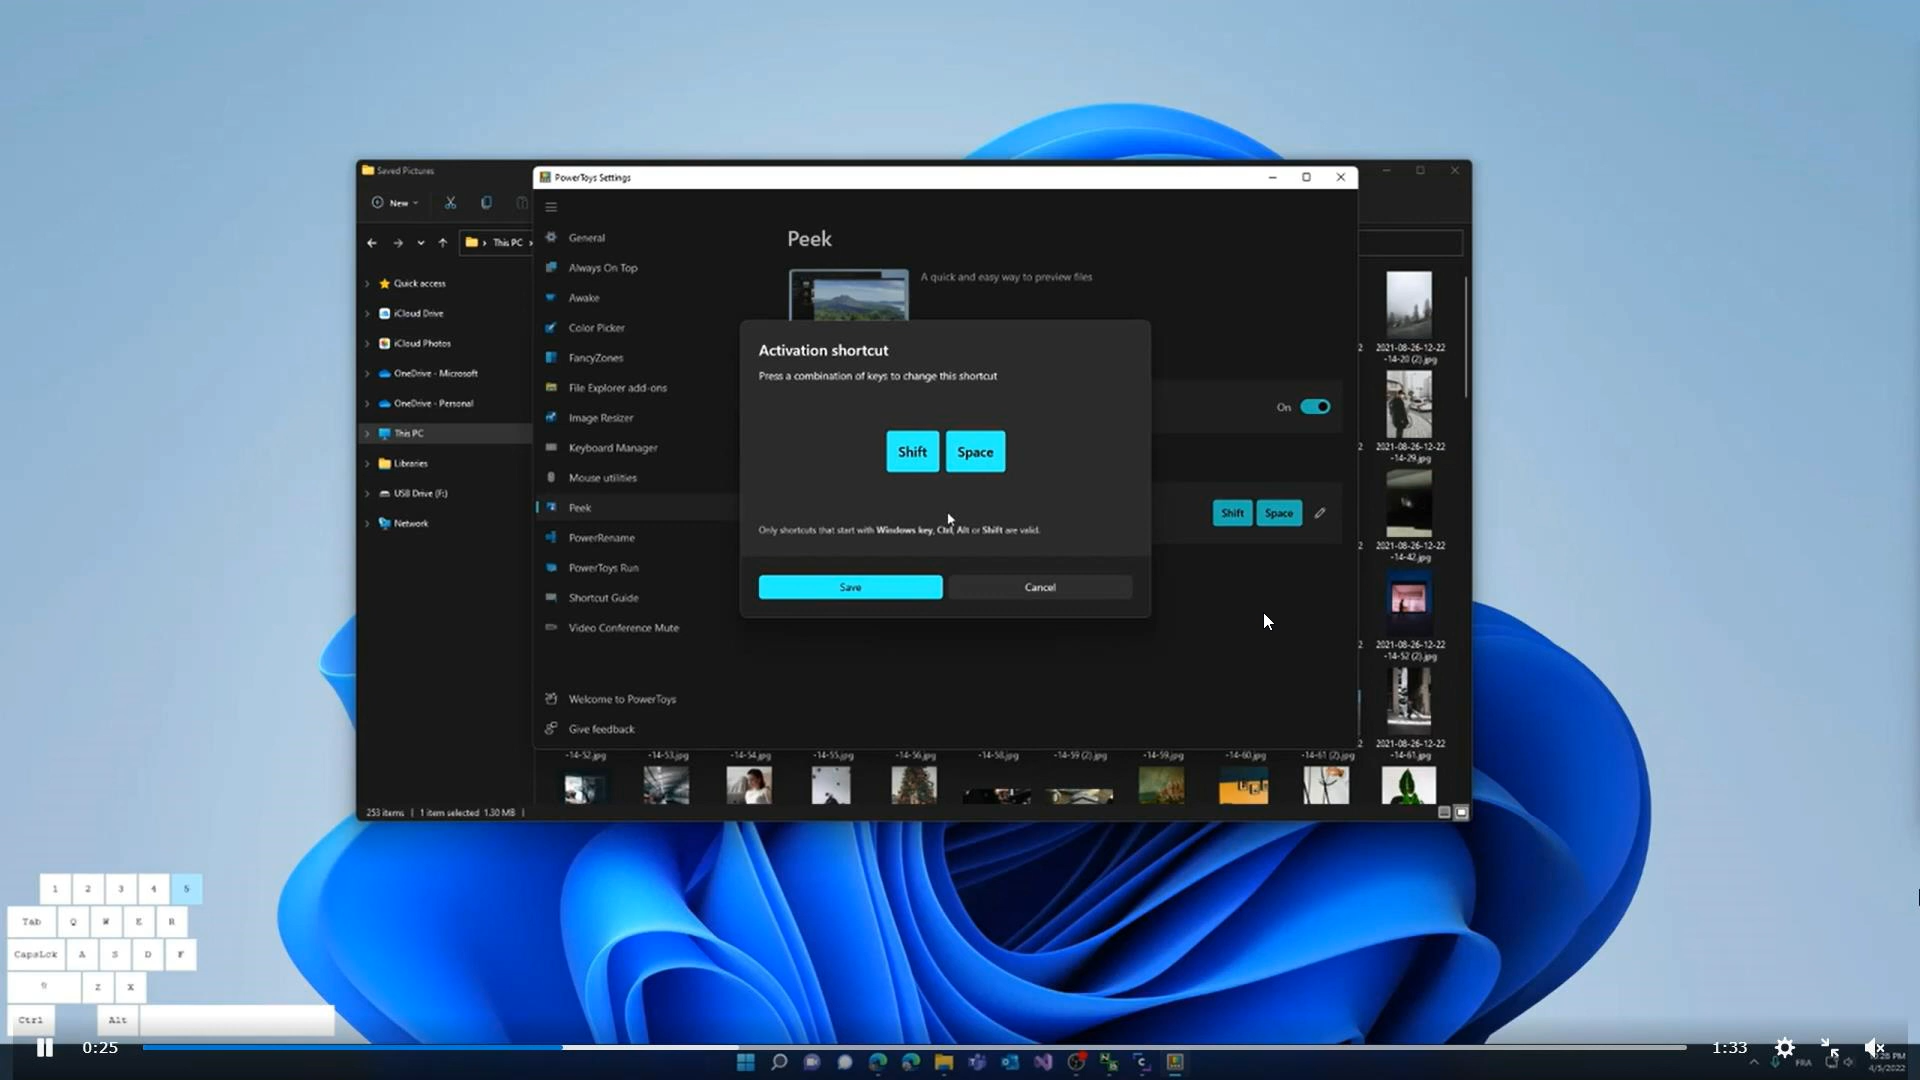 Saved Pictures
PowerToys Settings
New
This PC
General
Always On Top
Awake
Color Picker
FancyZones
File Explorer add-ons
Image Resizer
Keyboard Manager
Mouse utilities
Peek
PowerRename
PowerToys Run
Shortcut Guide
Video Conference Mute
Welcome to PowerToys
Give feedback
Quick access
iCloud Drive
iCloud Photos
OneDrive - Microsoft
OneDrive - Personal
This PC
Libraries
USB Drive (F:)
Network
Peek
A quick and easy way to preview files
On
Shift Space
Activation shortcut
Press a combination of keys to change this shortcut
Shift Space
Only shortcuts that start with Windows key, Ctrl, Alt or Shift are valid.
Save Cancel
2 2021-08-26-12-22
-14-20 (2).jpg
2 2021-08-26-12-22
-14-29.jpg
2 2021-08-26-12-22
-14-42.jpg
2 2021-08-26-12-22
-14-52 (2).jpg
2021-08-26-12-22
-14-61.jpg
-14-52.jpg -14-53.jpg -14-54.jpg -14-55.jpg -14-56.jpg -14-58.jpg -14-59 (2).jpg -14-59.jpg -14-60.jpg -14-61 (2).jpg
253 items 1 item selected 1.30 MB
1 2 3 4 5
Tab Q W E R
CapsLck A S D F
Z X
Ctrl Alt
0:25
1:33
FRA
4/5/2022